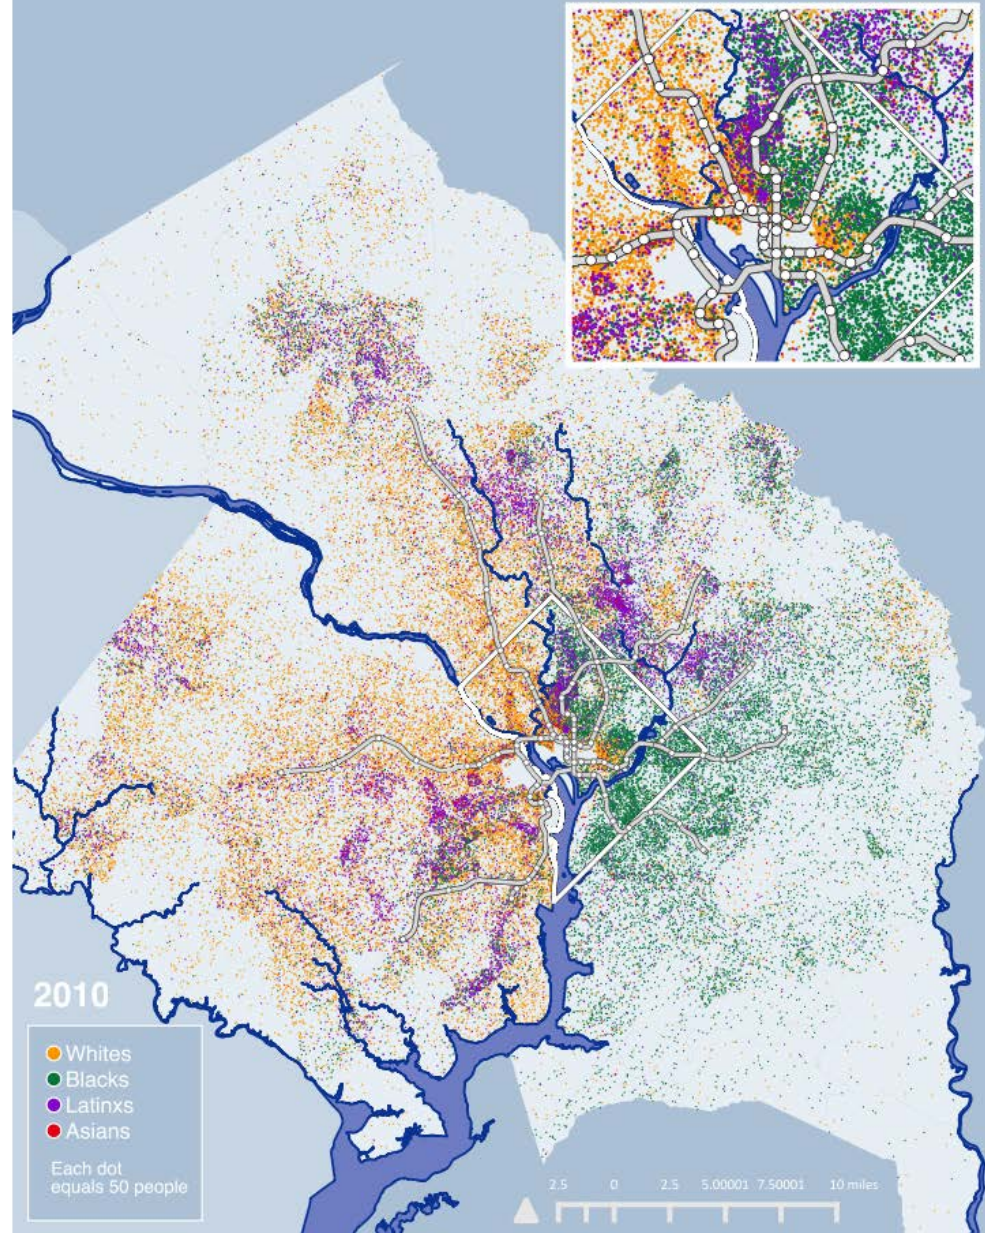 2010
Whites
Blacks
Latinxs
Asians
Each dot
equals 50 people
2.5 0 2.5 5.00001 7.50001 10 miles